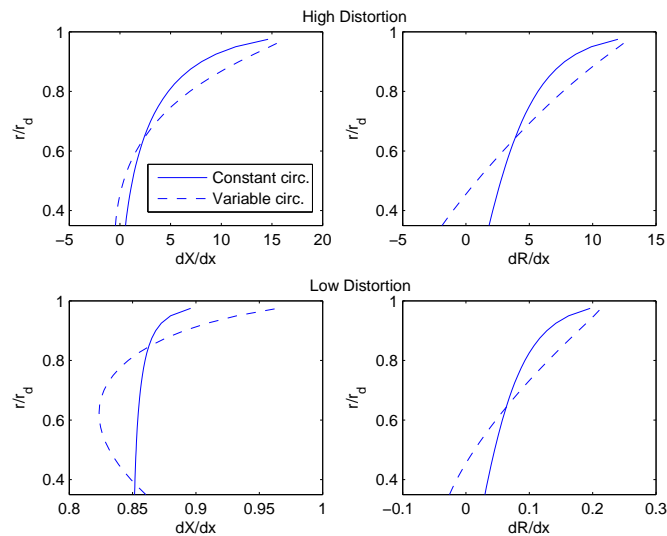 High Distortion
1
0.8
0.6
0.4
r/r_d
-5 0 5 10 15 20
dX/dx
Constant circ.
Variable circ.
1
0.8
0.6
0.4
r/r_d
-5 0 5 10 15
dR/dx
Low Distortion
1
0.8
0.6
0.4
r/r_d
0.8 0.85 0.9 0.95 1
dX/dx
1
0.8
0.6
0.4
r/r_d
-0.1 0 0.1 0.2 0.3
dR/dx